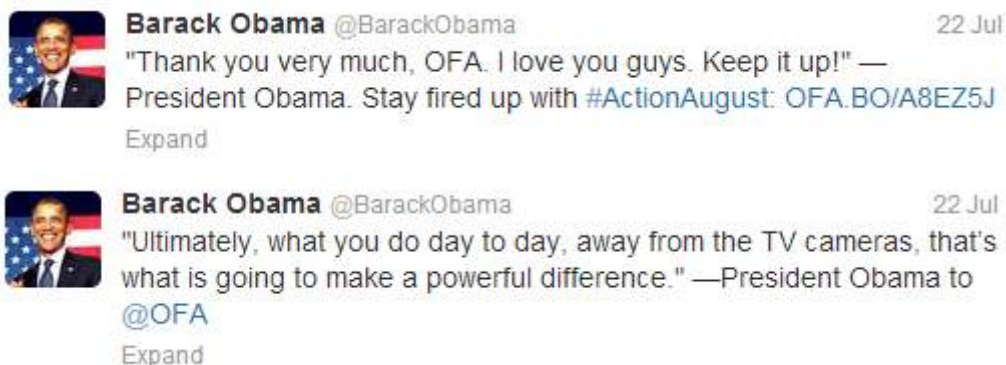 Barack Obama @BarackObama 22 Jul
"Thank you very much, OFA. I love you guys. Keep it up!" —
President Obama. Stay fired up with #ActionAugust: OFA.BO/A8EZ5J
Expand
Barack Obama @BarackObama 22 Jul
"Ultimately, what you do day to day, away from the TV cameras, that's
what is going to make a powerful difference." —President Obama to
@OFA
Expand